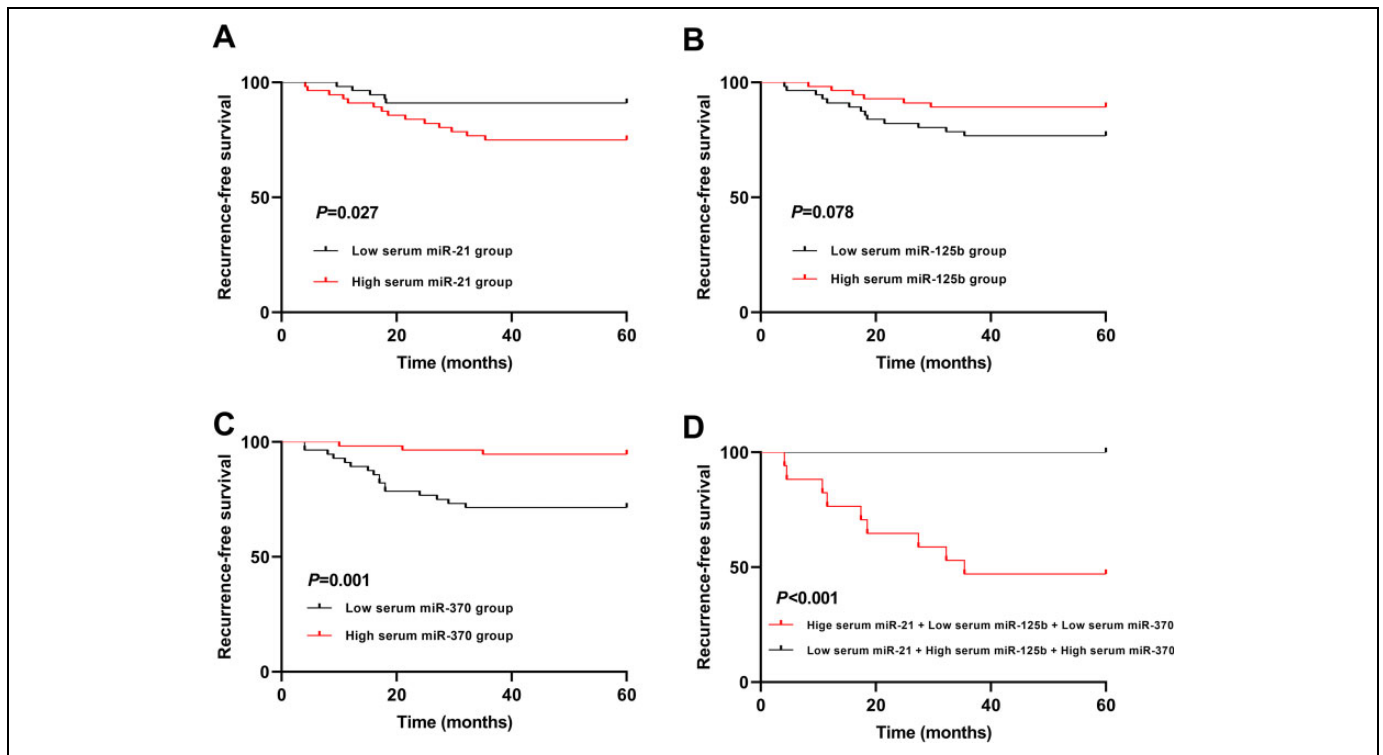 A
Recurrence-free survival
100
50
0
P=0.027
Low serum miR-21 group
High serum miR-21 group
0 20 40 60
Time (months)
B
Recurrence-free survival
100
50
0
P=0.078
Low serum miR-125b group
High serum miR-125b group
0 20 40 60
Time (months)
C
Recurrence-free survival
100
50
0
P=0.001
Low serum miR-370 group
High serum miR-370 group
0 20 40 60
Time (months)
D
Recurrence-free survival
100
50
0
P<0.001
Hige serum miR-21 + Low serum miR-125b + Low serum miR-370
Low serum miR-21 + High serum miR-125b + High serum miR-370
0 20 40 60
Time (months)